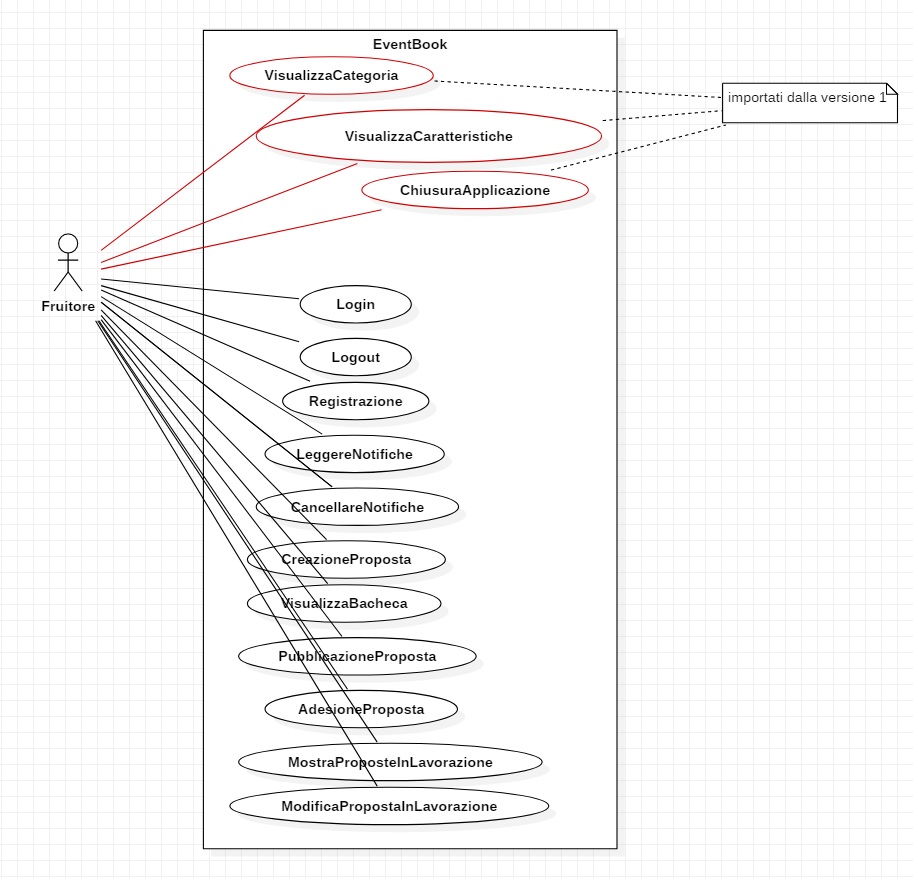 EventBook
VisualizzaCategoria
importati dalla versione 1
VisualizzaCaratteristiche
ChiusuraApplicazione
Fruitore
Login
Logout
Registrazione
LeggereNotifiche
CancellareNotifiche
CreazioneProposta
VisualizzaBacheca
PubblicazioneProposta
AdesioneProposta
MostraProposteInLavorazione
ModificaPropostaInLavorazione